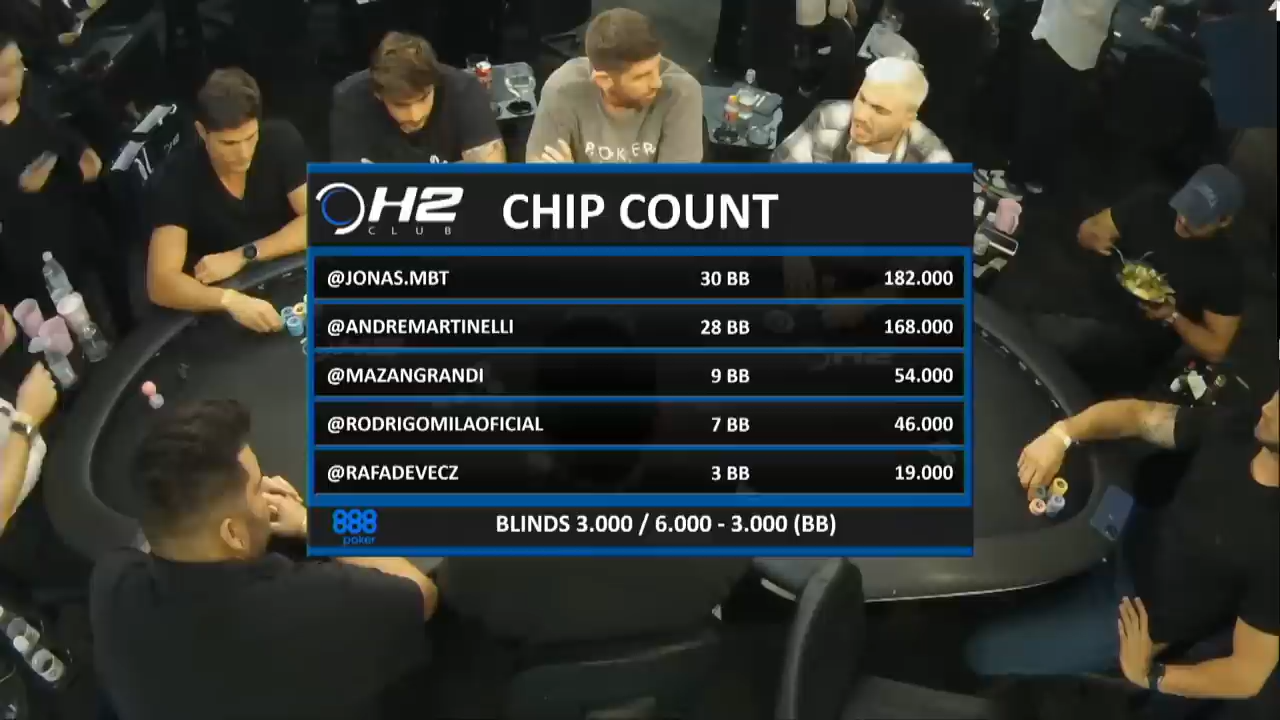 H2
CLUB
CHIP COUNT
@JONAS.MBT 30 BB 182.000
@ANDREMARTINELLI 28 BB 168.000
@MAZANGRANDI 9 BB 54.000
@RODRIGOMILAOFICIAL 7 BB 46.000
@RAFADEVECZ 3 BB 19.000
888
poker
BLINDS 3.000 / 6.000 - 3.000 (BB)
POKER
H2